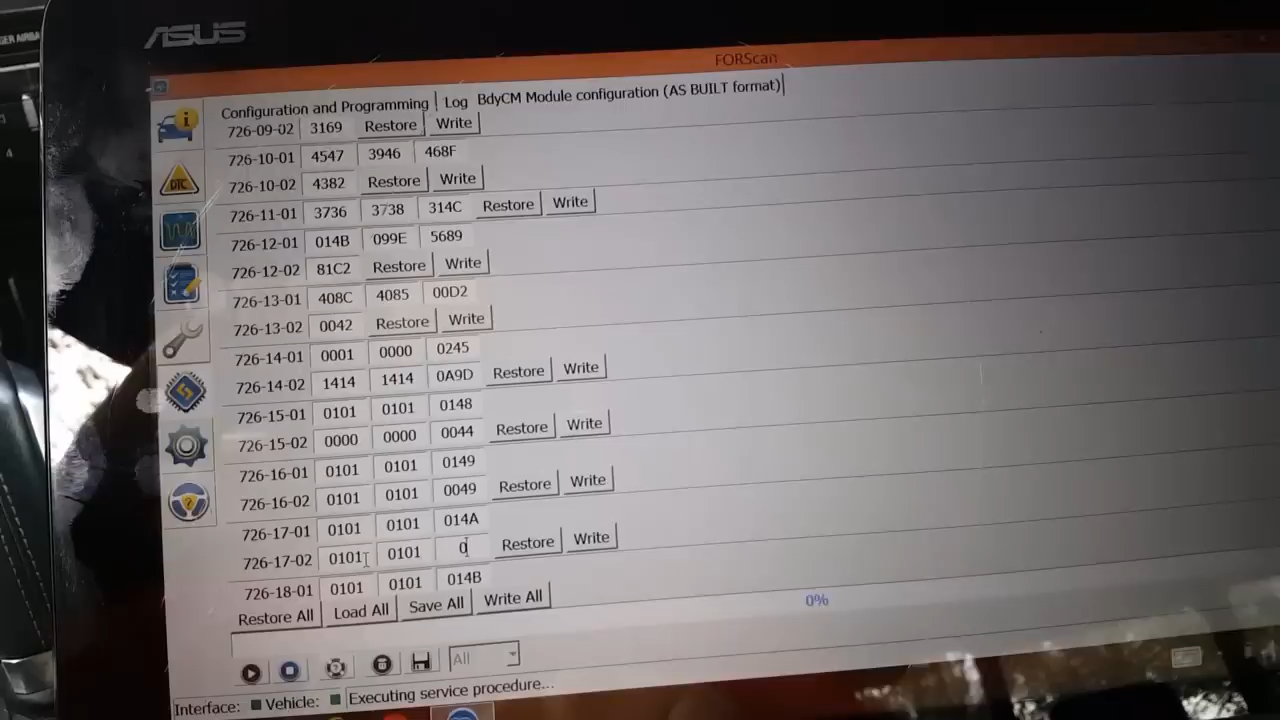 ASUS
FORScan
Configuration and Programming Log BdyCM Module configuration (AS BUILT format)
726-09-02 3169 Restore Write
726-10-01 4547 3946 468F
726-10-02 4382 Restore Write
726-11-01 3736 3738 314C Restore Write
726-12-01 014B 099E 5689
726-12-02 81C2 Restore Write
726-13-01 408C 4085 00D2
726-13-02 0042 Restore Write
726-14-01 0001 0000 0245
726-14-02 1414 1414 0A9D Restore Write
726-15-01 0101 0101 0148
726-15-02 0000 0000 0044 Restore Write
726-16-01 0101 0101 0149
726-16-02 0101 0101 0049 Restore Write
726-17-01 0101 0101 014A
726-17-02 0101 0101 0 Restore Write
726-18-01 0101 0101 014B
Restore All Load All Save All Write All
0%
All
Interface: Vehicle: Executing service procedure...
DTC
4